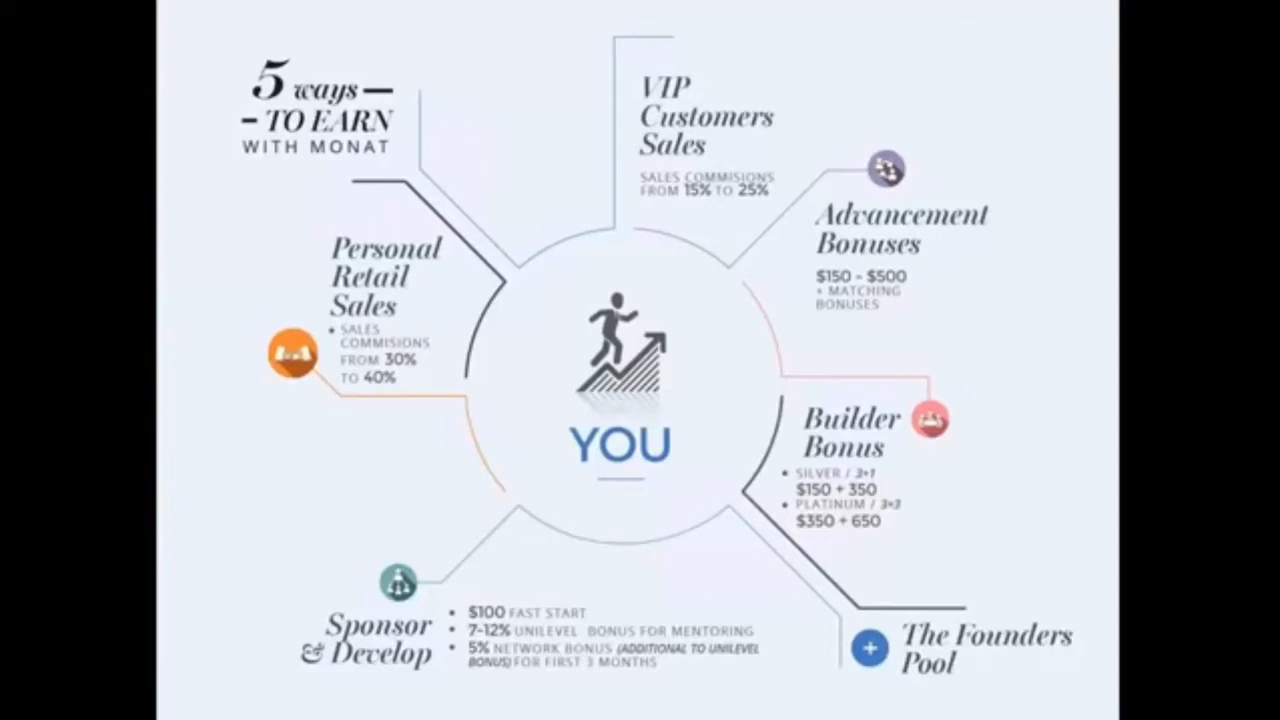 5 ways —
- TO EARN
WITH MONAT
VIP
Customers
Sales
SALES COMMISIONS
FROM 15% TO 25%
Advancement
Bonuses
$150 - $500
+ MATCHING
BONUSES
Personal
Retail
Sales
• SALES
COMMISIONS
FROM 30%
TO 40%
YOU
Builder
Bonus
• SILVER / 3+1
$150 + 350
• PLATINUM / 3+3
$350 + 650
Sponsor
& Develop
• $100 FAST START
• 7-12% UNILEVEL BONUS FOR MENTORING
• 5% NETWORK BONUS (ADDITIONAL TO UNILEVEL
BONUS) FOR FIRST 3 MONTHS
+
The Founders
Pool